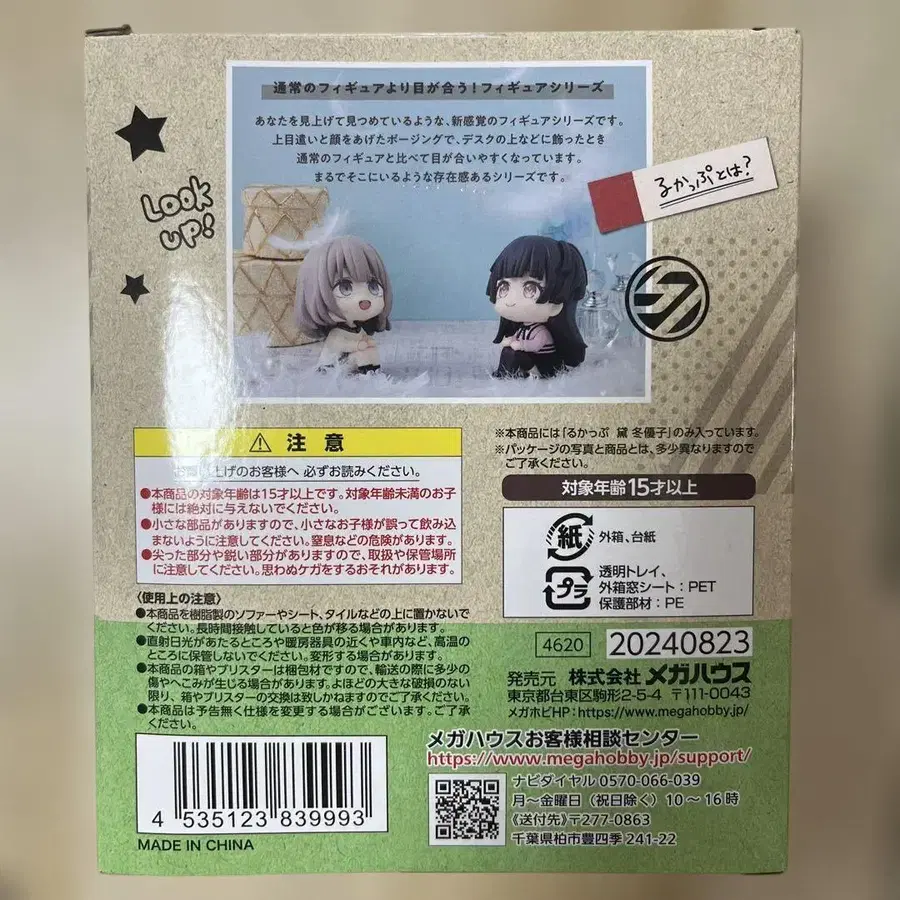 通常のフィギュアより目が合う!フィギュアシリーズ
あなたを見上げて見つめているような、新感覚のフィギュアシリーズです。
上目遣いと顔をあげたポージングで、デスクの上などに飾ったとき
通常のフィギュアと比べて目が合いやすくなっています。
まるでそこにいるような存在感あるシリーズです。
るかっぷとは?
Look
UP!
⚠ 注意
お買い上げのお客様へ 必ずお読みください。
●本商品の対象年齢は15才以上です。対象年齢未満のお子
様には絶対に与えないでください。
●小さな部品がありますので、小さなお子様が誤って飲み込
まないように注意してください。窒息などの危険があります。
●尖った部分や鋭い部分がありますので、取扱や保管場所
に注意してください。思わぬケガをするおそれがあります。
〈使用上の注意〉
●本商品を樹脂製のソファーやシート、タイルなどの上に置かないで
ください。長時間接触していると色が移る場合があります。
●直射日光があたるところや暖房器具の近くや車内など、高温の
ところに保管しないでください。変形する場合があります。
●本商品の箱やブリスターは梱包材ですので、輸送の際に多少の
傷やへこみが生じる場合があります。よほどの大きな破損のない
限り、箱やブリスターの交換は致しかねますのでご了承ください。
●本商品は予告無く仕様を変更する場合がございます。ご了承
ください。
4 535123 839993
MADE IN CHINA
※本商品には「るかっぷ 黛 冬優子」のみ入っています。
※パッケージの写真と商品とは、多少異なりますので
ご了承ください。
対象年齢15才以上
紙 外箱、台紙
プラ 透明トレイ、
外箱窓シート：PET
保護部材：PE
4620 20240823
発売元 株式会社 メガハウス
東京都台東区駒形2-5-4 〒111-0043
メガホビHP：https://www.megahobby.jp/
メガハウスお客様相談センター
https://www.megahobby.jp/support/
ナビダイヤル 0570-066-039
月～金曜日（祝日除く）10～16時
《送付先》〒277-0863
千葉県柏市豊四季241-22